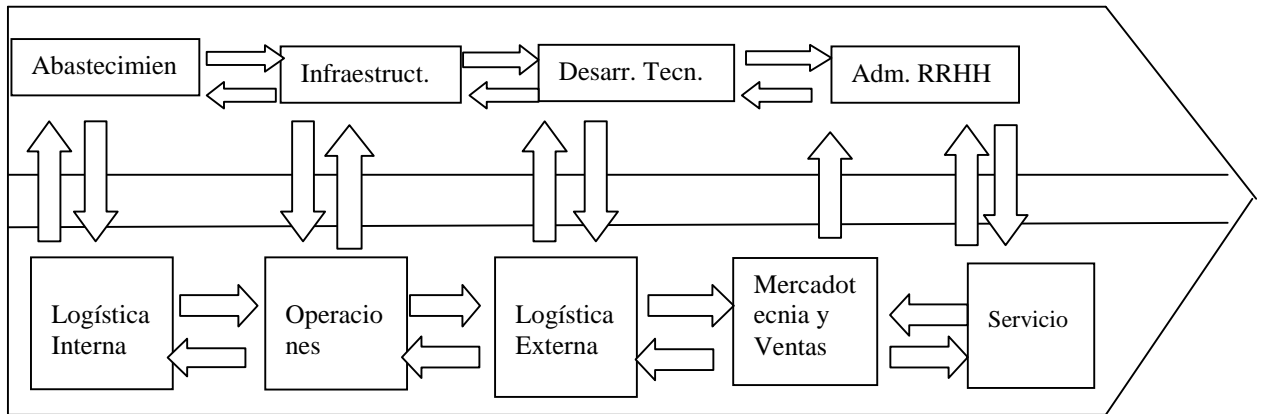 Abastecimien
Infraestruct.
Desarr. Tecn.
Adm. RRHH
Logística
Interna
Operacio
nes
Logística
Externa
Mercadot
ecnia y
Ventas
Servicio